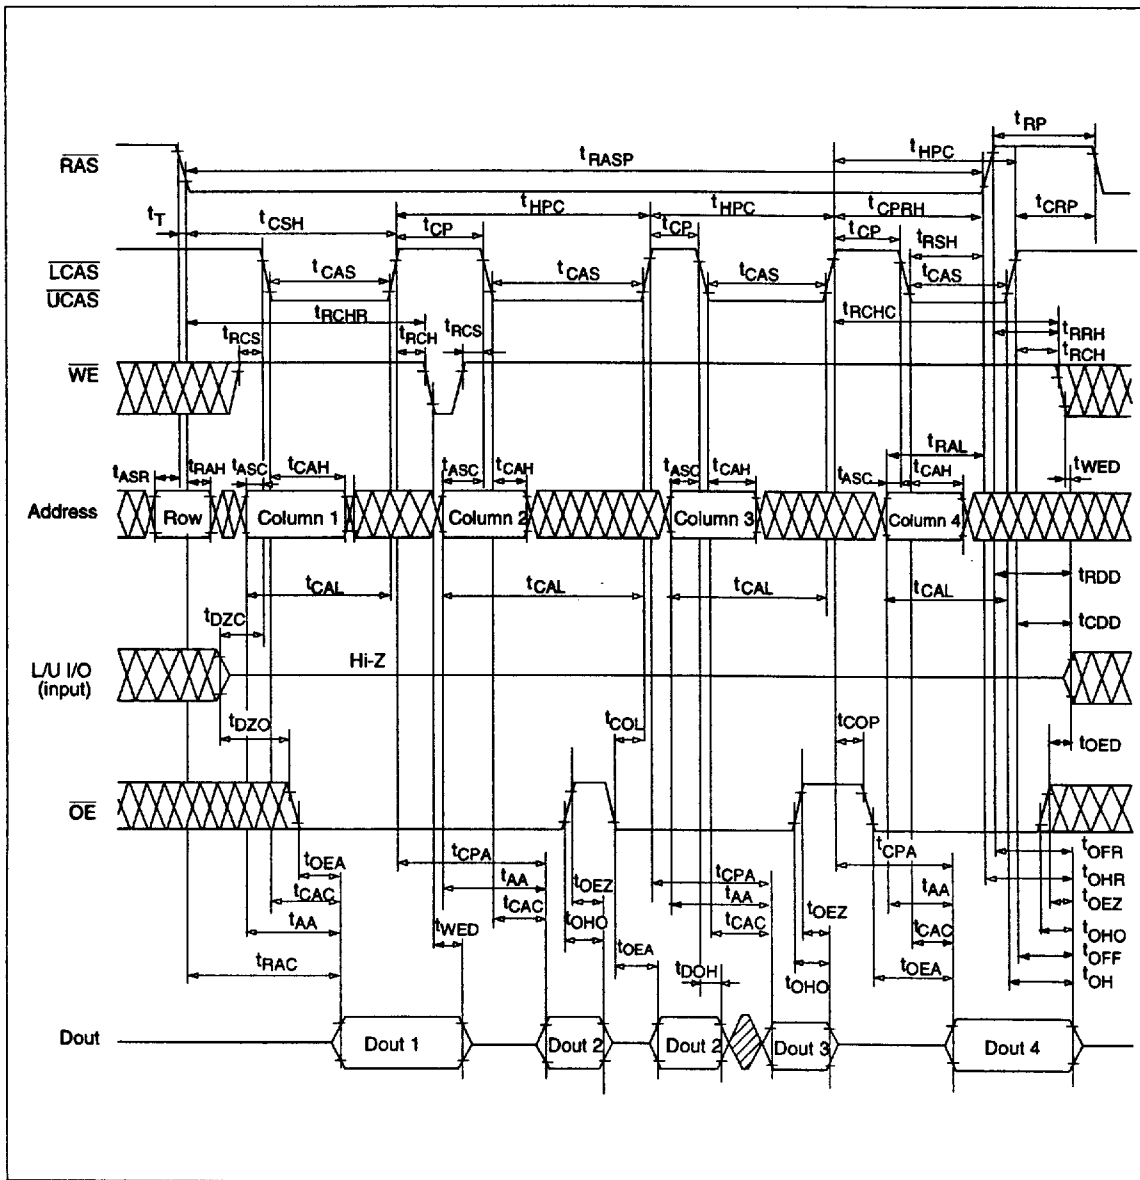 tRP
tHPC
RAS
tRASP
tHPC
tHPC
tCPRH
tT
tCSH
tCP
tCP
tCP
tCRP
tRSH
LCAS
tCAS
tCAS
tCAS
tCAS
UCAS
tRCHR
tRCHC
tRCS
tRCH
tRCS
tRRH
tRCH
WE
tRAL
tASR
tRAH
tASC
tCAH
tASC
tCAH
tASC
tCAH
tASC
tCAH
tWED
Address
Row
Column 1
Column 2
Column 3
Column 4
tRDD
tCAL
tCAL
tCAL
tCAL
tDZC
tCDD
L/U I/O
(input)
Hi-Z
tDZO
tCOL
tCOP
tOED
OE
tOEA
tCPA
tCPA
tCPA
tOFR
tCAC
tAA
tOEZ
tAA
tAA
tOHR
tAA
tCAC
tCAC
tOEZ
tCAC
tOEZ
tWED
tOHO
tOHO
tRAC
tOEA
tDOH
tOHO
tOEA
tOFF
tOH
Dout
Dout 1
Dout 2
Dout 2
Dout 3
Dout 4